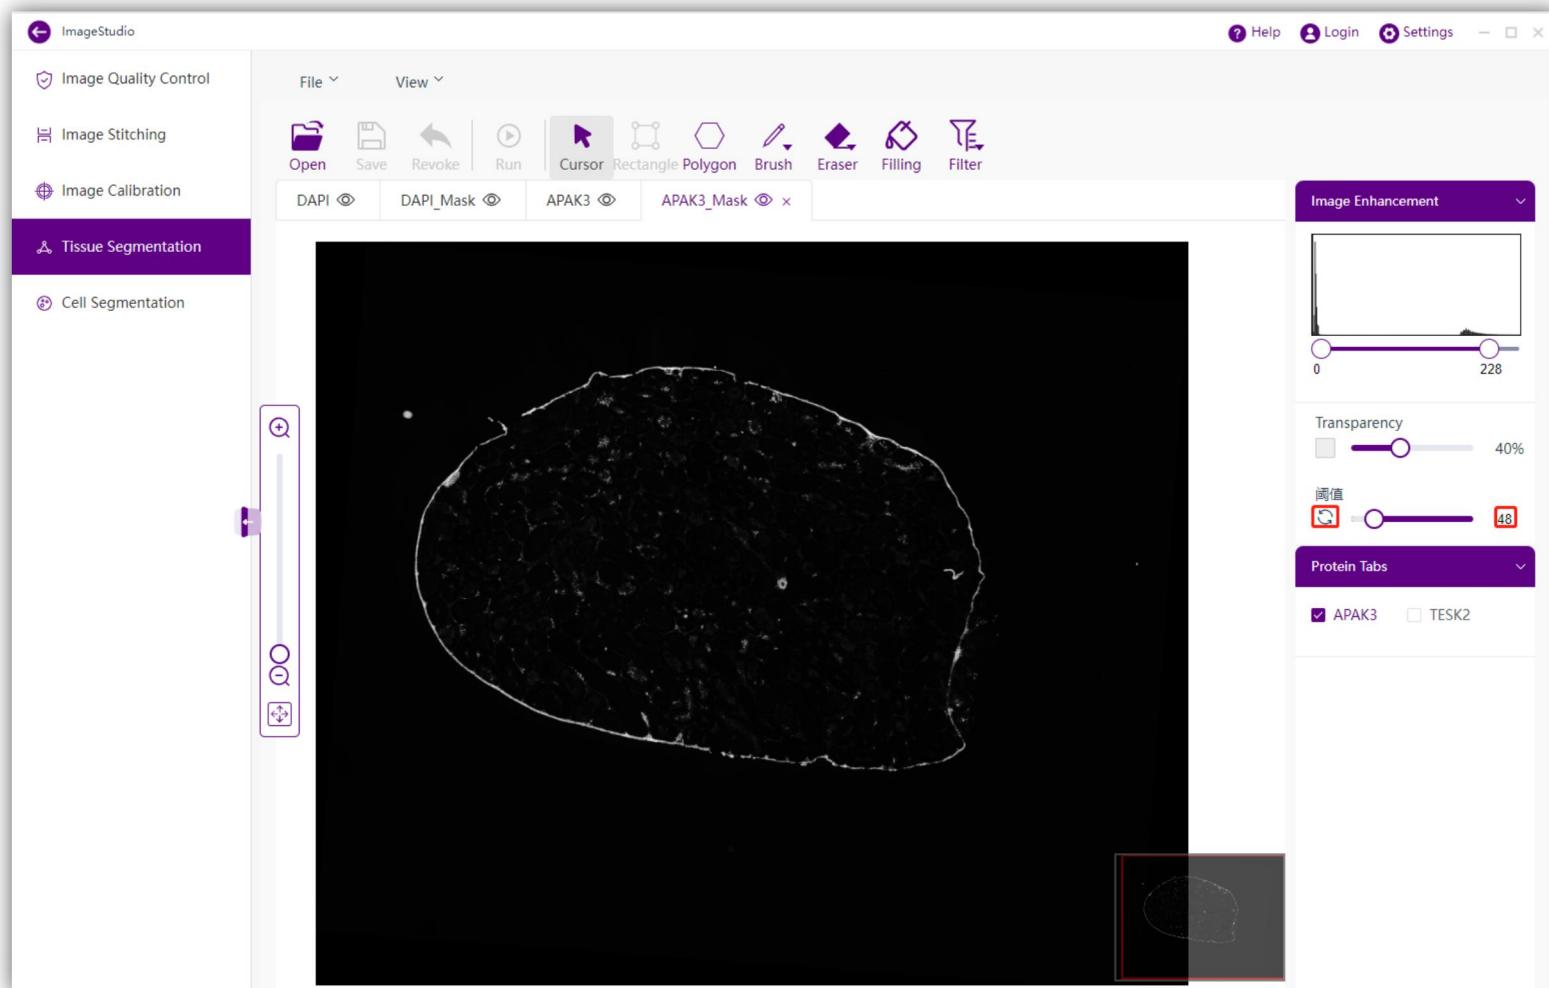 ImageStudio
Help Login Settings
Image Quality Control
Image Stitching
Image Calibration
Tissue Segmentation
Cell Segmentation
File View
Open Save Revoke Run Cursor Rectangle Polygon Brush Eraser Filling Filter
DAPI DAPI_Mask APAK3 APAK3_Mask ×
Image Enhancement
0 228
Transparency
40%
阈值
48
Protein Tabs
APAK3 TESK2